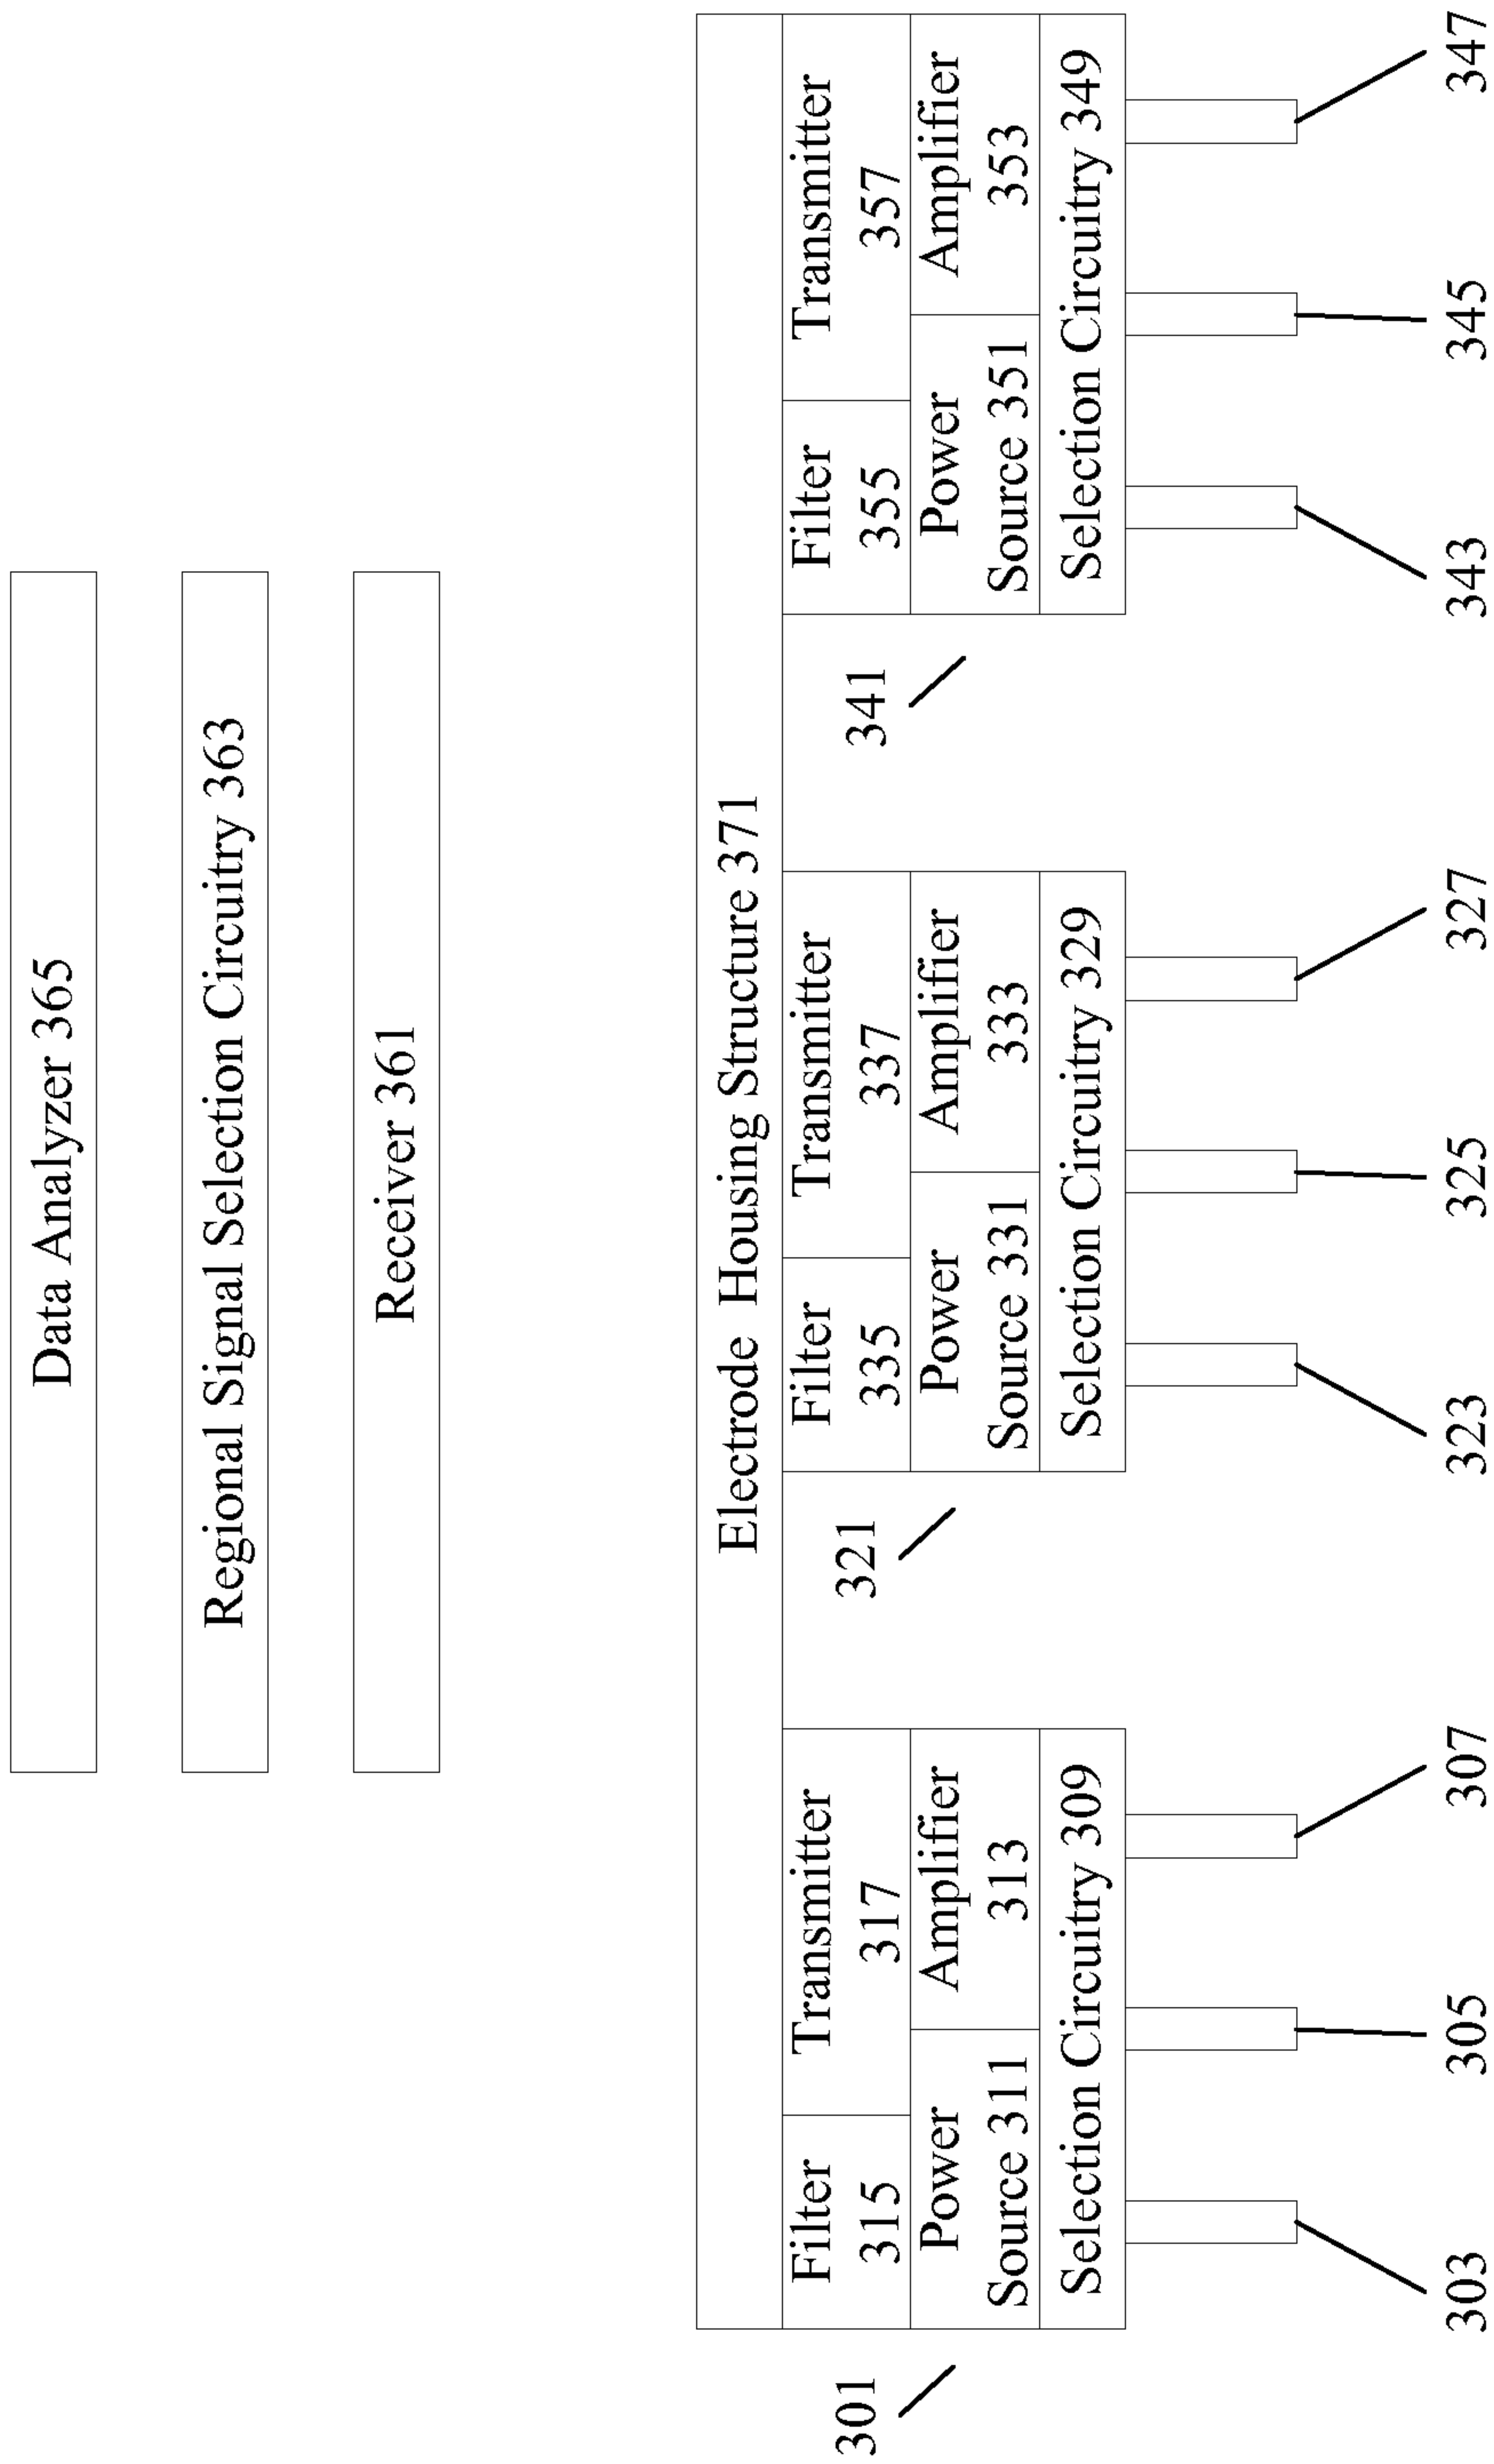 Data Analyzer 365
Regional Signal Selection Circuitry 363
Receiver 361
Electrode Housing Structure 371
301
Filter
315
Transmitter
317
Power
Source 311
Amplifier
313
Selection Circuitry 309
303
305
307
321
Filter
335
Transmitter
337
Power
Source 331
Amplifier
333
Selection Circuitry 329
323
325
327
341
Filter
355
Transmitter
357
Power
Source 351
Amplifier
353
Selection Circuitry 349
343
345
347